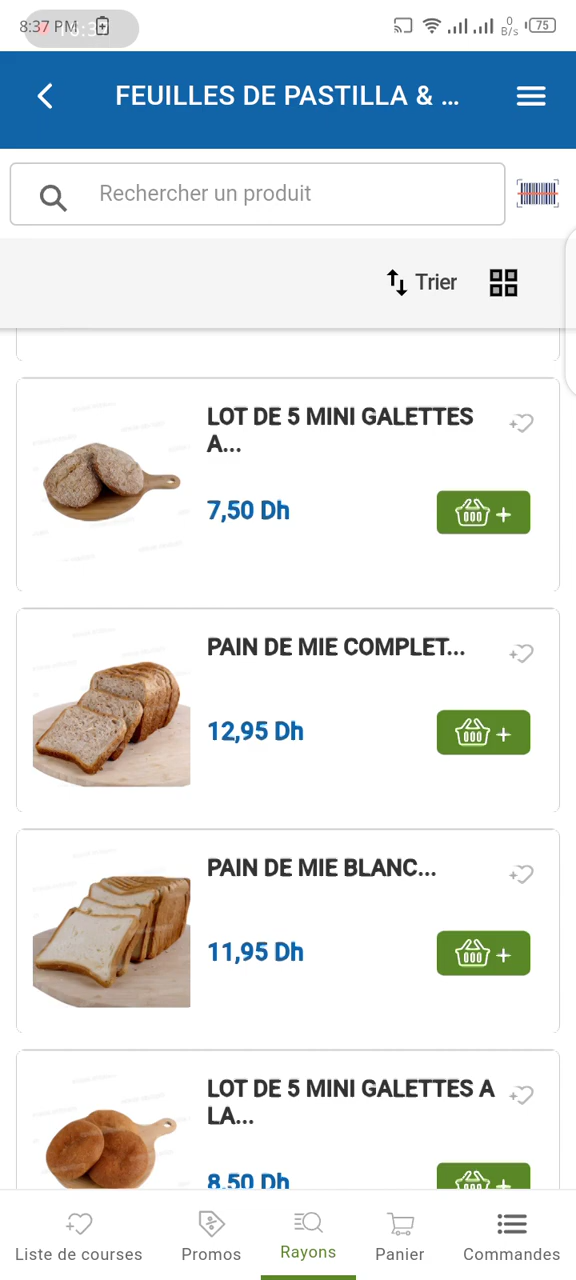 8:37 PM
0
B/s
75
FEUILLES DE PASTILLA & ...
Rechercher un produit
Trier
LOT DE 5 MINI GALETTES
A...
7,50 Dh
PAIN DE MIE COMPLET...
12,95 Dh
PAIN DE MIE BLANC...
11,95 Dh
LOT DE 5 MINI GALETTES A
LA...
8,50 Dh
Liste de courses
Promos
Rayons
Panier
Commandes